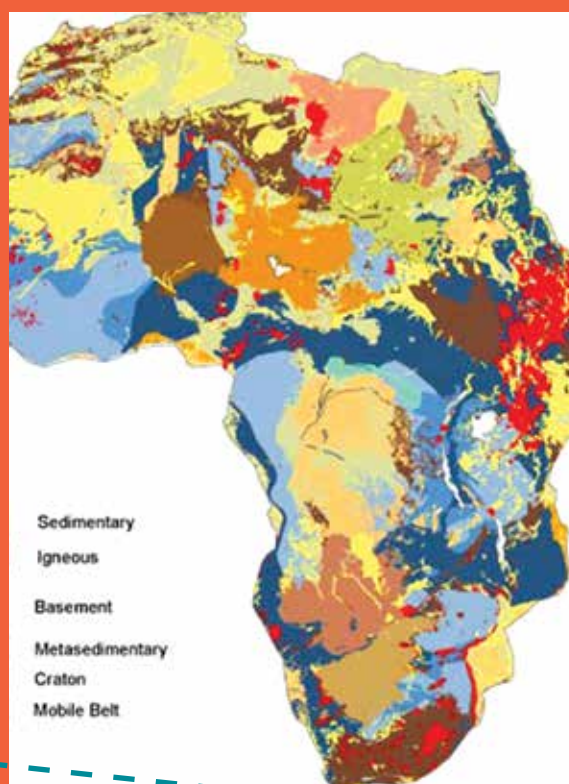 Sedimentary
Igneous
Basement
Metasedimentary
Craton
Mobile Belt